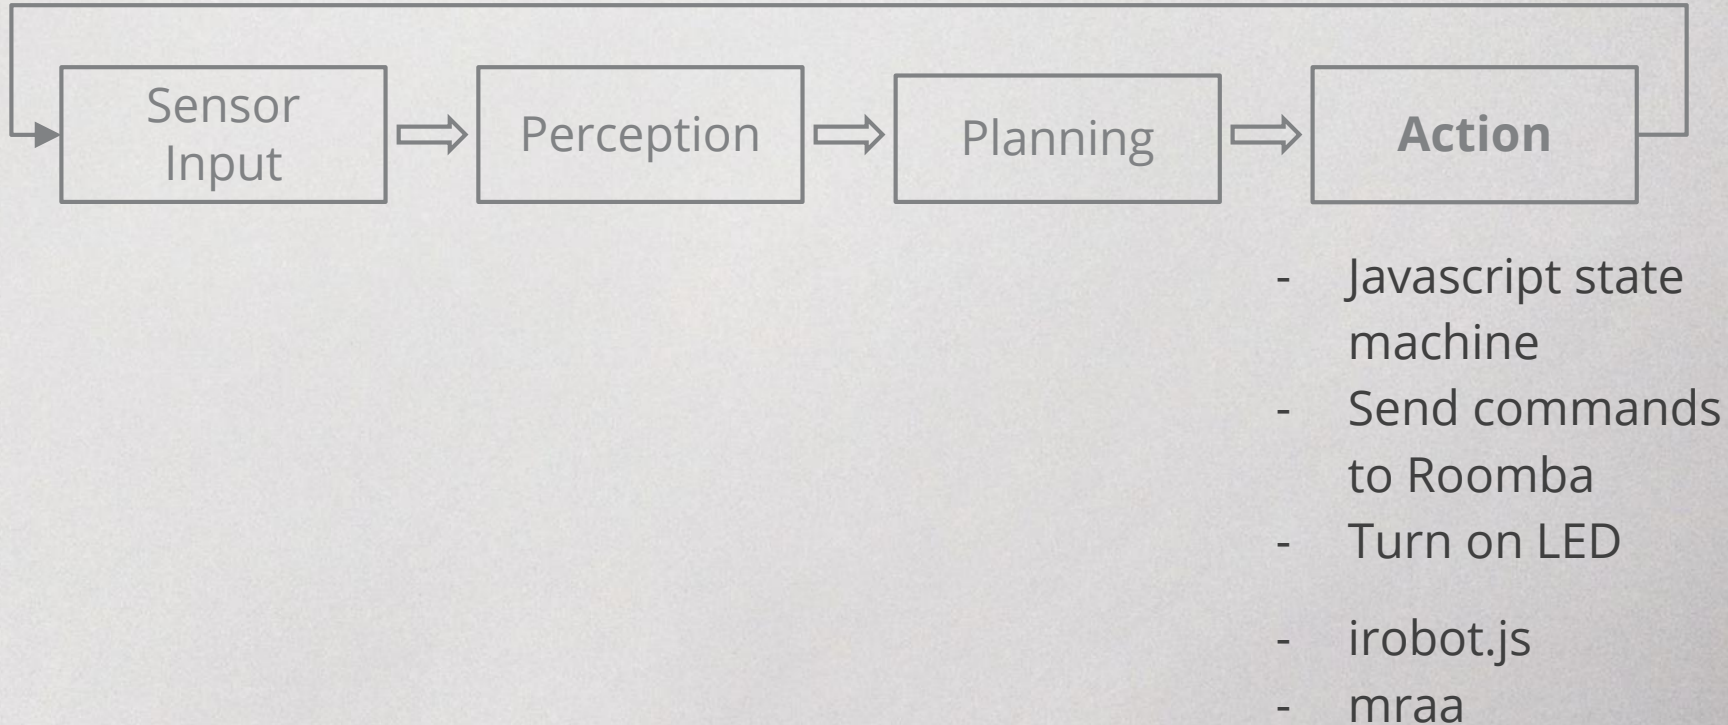 Sensor
Input
Perception
Planning
Action
- Javascript state
machine
- Send commands
to Roomba
- Turn on LED
- irobot.js
- mraa